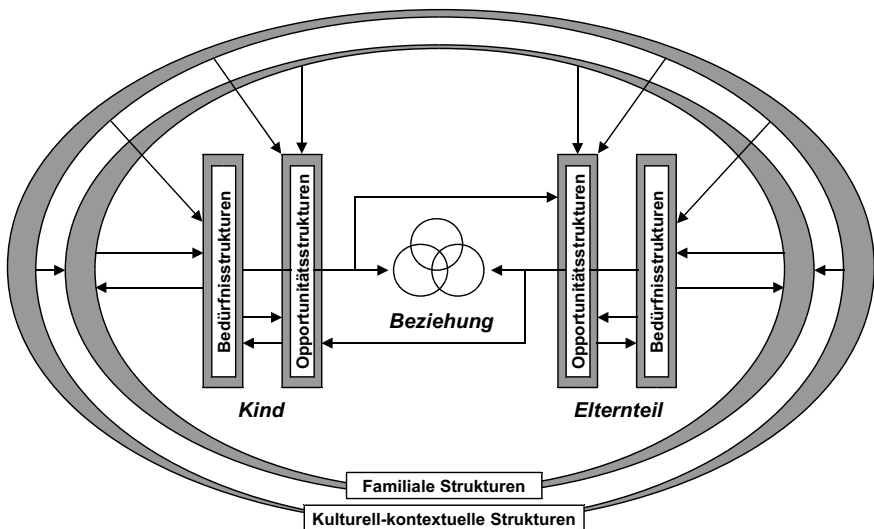 Bedürfnisstrukturen
Opportunitätsstrukturen
Kind
Beziehung
Opportunitätsstrukturen
Bedürfnisstrukturen
Elternteil
Familiale Strukturen
Kulturell-kontextuelle Strukturen